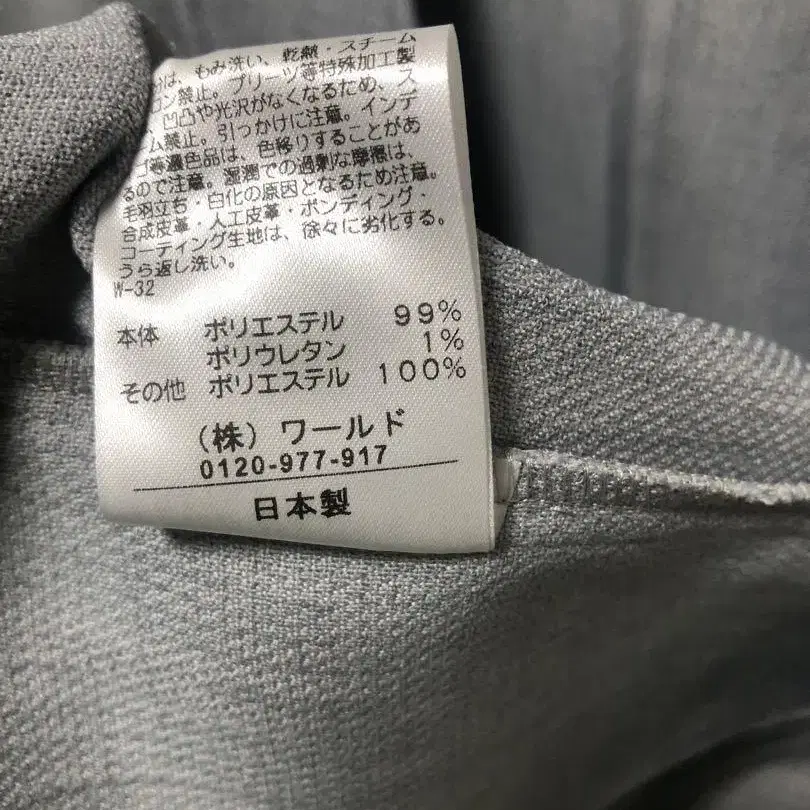 は、もみ洗い、乾燥・スチーム
ン禁止。プリーツ等特殊加工製
凹凸や光沢がなくなるため、ス
ム禁止。引っかけに注意。インデ
ゴ等濃色品は、色移りすることがあ
るので注意。湿潤での過剰な摩擦は、
毛羽立ち・白化の原因となるため注意。
合成皮革・人工皮革・ボンディング・
コーティング生地は、徐々に劣化する。
うら返し洗い。
W-32
本体 ポリエステル 99%
ポリウレタン 1%
その他 ポリエステル 100%
(株) ワールド
0120-977-917
日本製